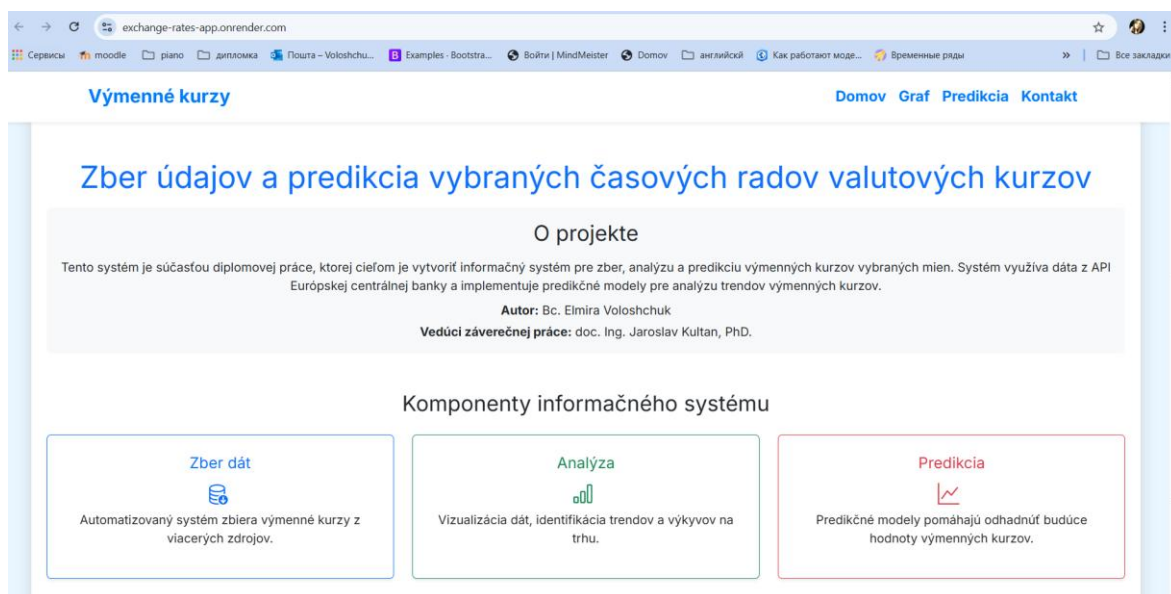 exchange-rates-app.onrender.com
Сервисы moodle piano дипломка Пошта – Voloshchu... B Examples · Bootstra... Войти | MindMeister Domov английский Как работают моде... Временные ряды » Все закладки
Výmenné kurzy Domov Graf Predikcia Kontakt
Zber údajov a predikcia vybraných časových radov valutových kurzov
O projekte
Tento systém je súčasťou diplomovej práce, ktorej cieľom je vytvoriť informačný systém pre zber, analýzu a predikciu výmenných kurzov vybraných mien. Systém využíva dáta z API
Európskej centrálnej banky a implementuje predikčné modely pre analýzu trendov výmenných kurzov.
Autor: Bc. Elmira Voloshchuk
Vedúci záverečnej práce: doc. Ing. Jaroslav Kultan, PhD.
Komponenty informačného systému
Zber dát
Automatizovaný systém zbiera výmenné kurzy z
viacerých zdrojov.
Analýza
Vizualizácia dát, identifikácia trendov a výkyvov na
trhu.
Predikcia
Predikčné modely pomáhajú odhadnúť budúce
hodnoty výmenných kurzov.